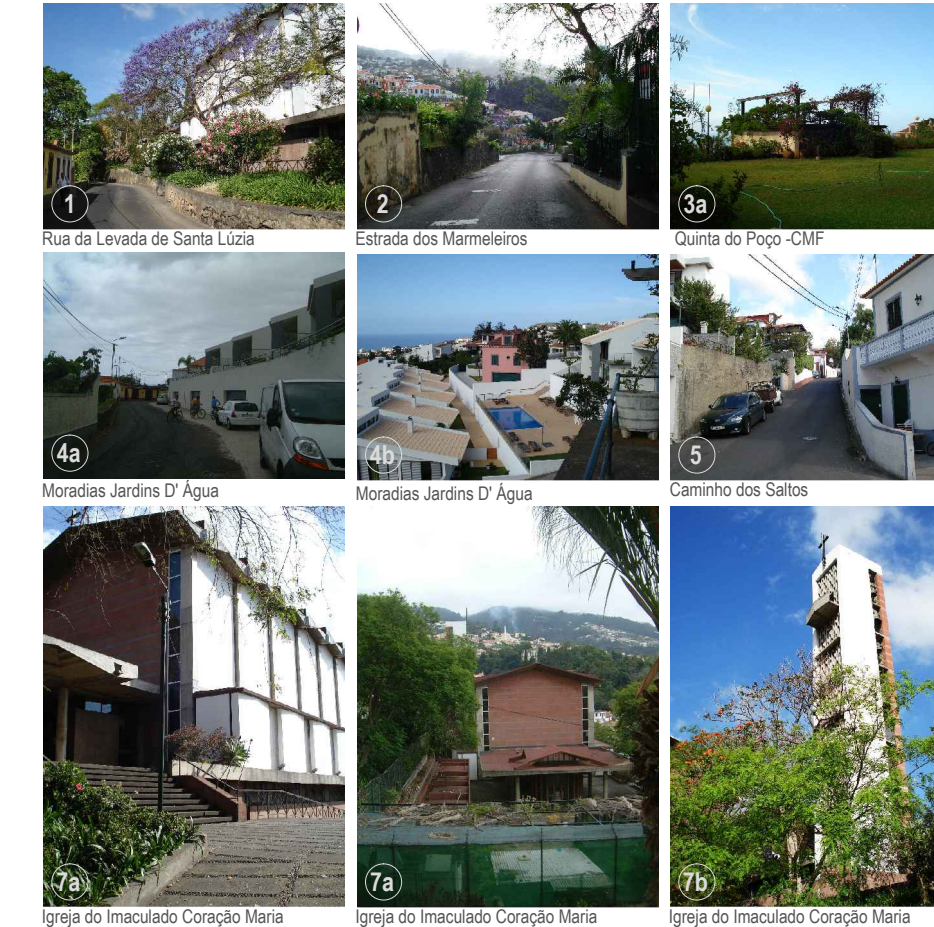 1
2
3a
Rua da Levada de Santa Lúzia
Estrada dos Marmeleiros
Quinta do Poço -CMF
4a
4b
5
Moradias Jardins D' Água
Moradias Jardins D' Água
Caminho dos Saltos
7a
7a
7b
Igreja do Imaculado Coração Maria
Igreja do Imaculado Coração Maria
Igreja do Imaculado Coração Maria